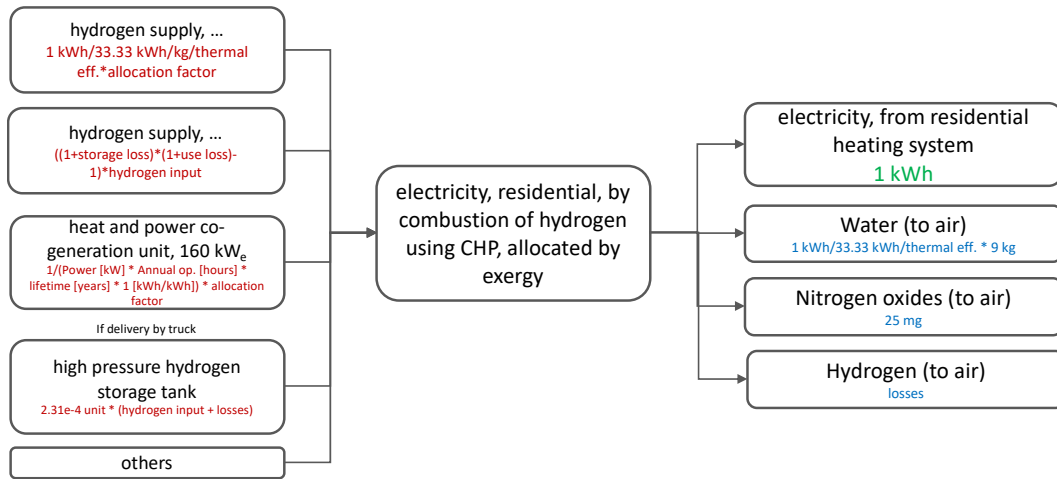 hydrogen supply, ...
1 kWh/33.33 kWh/kg/thermal
eff.*allocation factor
hydrogen supply, ...
((1+storage loss)*(1+use loss)-
1)*hydrogen input
heat and power co-
generation unit, 160 kWe
1/(Power [kW] * Annual op. [hours] *
lifetime [years] * 1 [kWh/kWh]) * allocation
factor
If delivery by truck
high pressure hydrogen
storage tank
2.31e-4 unit * (hydrogen input + losses)
others
electricity, residential, by
combustion of hydrogen
using CHP, allocated by
exergy
electricity, from residential
heating system
1 kWh
Water (to air)
1 kWh/33.33 kWh/thermal eff. * 9 kg
Nitrogen oxides (to air)
25 mg
Hydrogen (to air)
losses